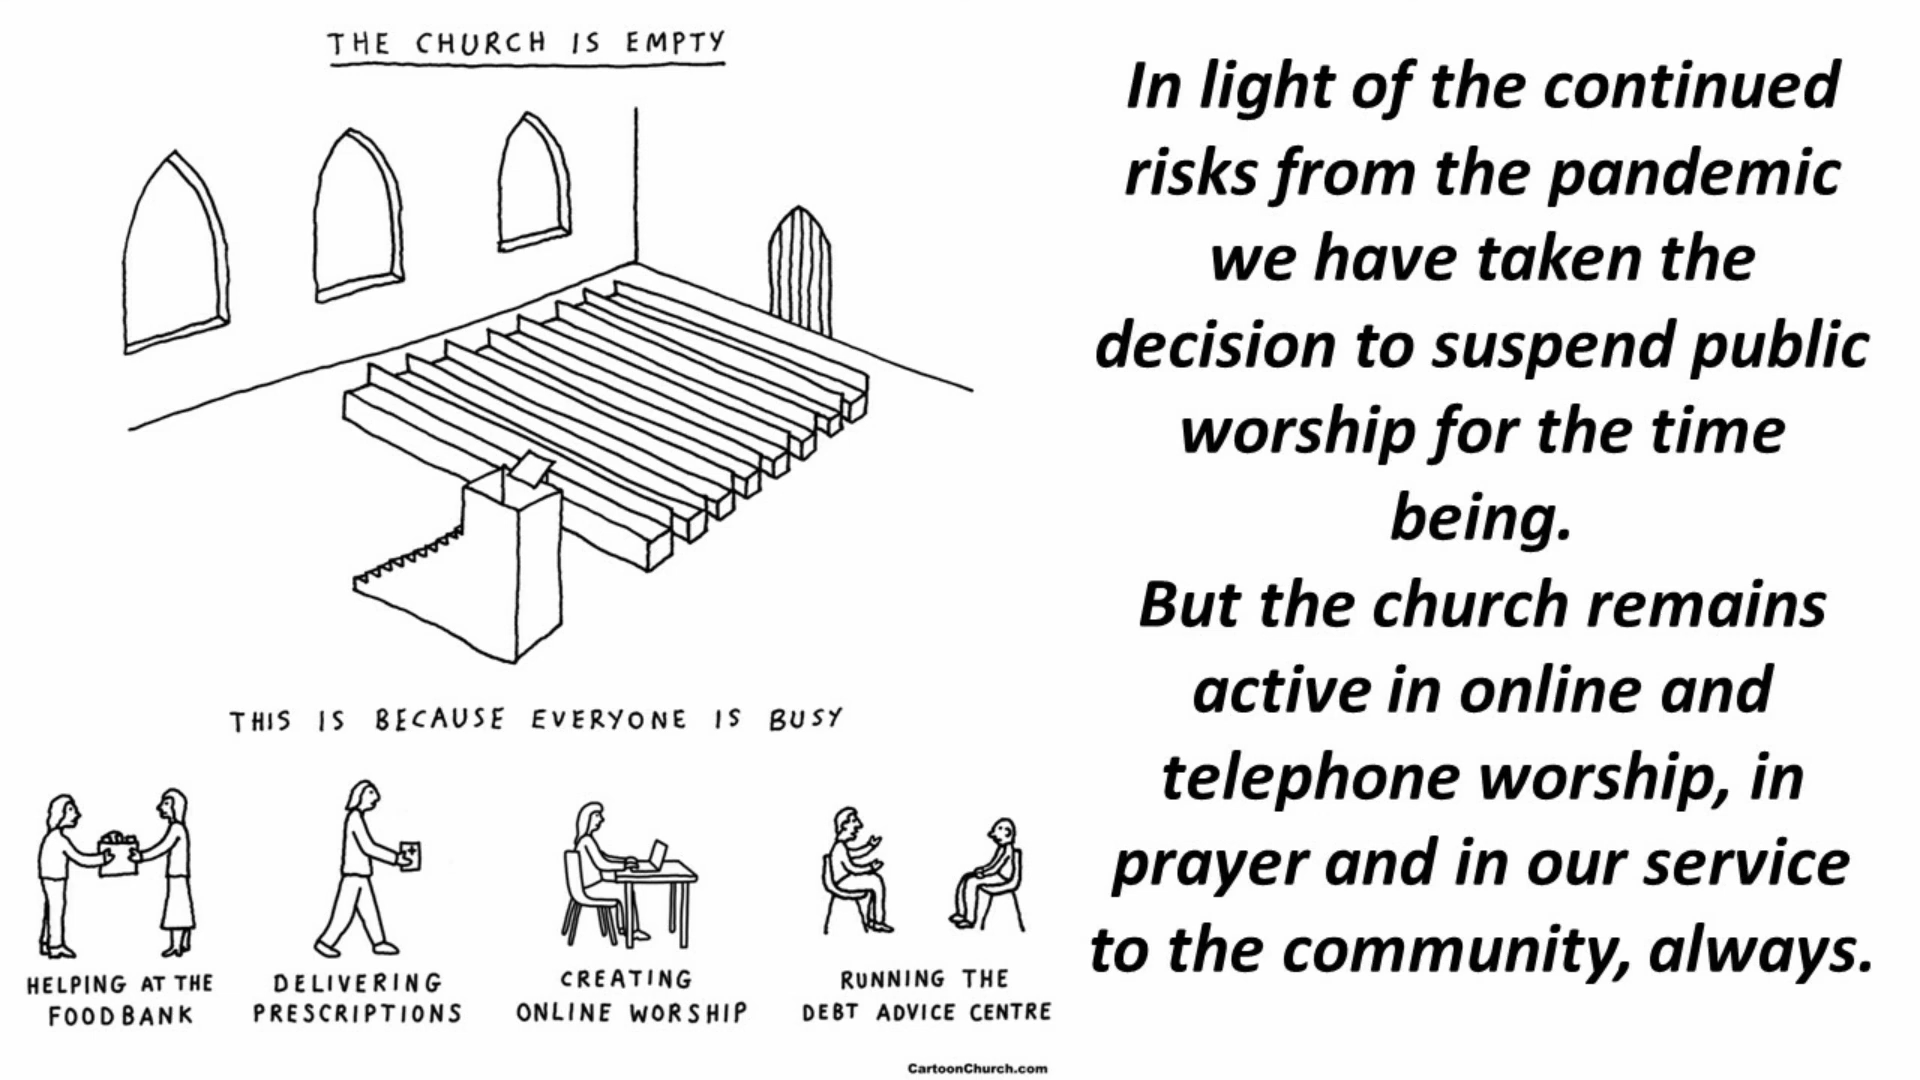 THE CHURCH IS EMPTY
THIS IS BECAUSE EVERYONE IS BUSY
HELPING AT THE
FOODBANK
DELIVERING
PRESCRIPTIONS
CREATING
ONLINE WORSHIP
RUNNING THE
DEBT ADVICE CENTRE
CartoonChurch.com
In light of the continued
risks from the pandemic
we have taken the
decision to suspend public
worship for the time
being.
But the church remains
active in online and
telephone worship, in
prayer and in our service
to the community, always.